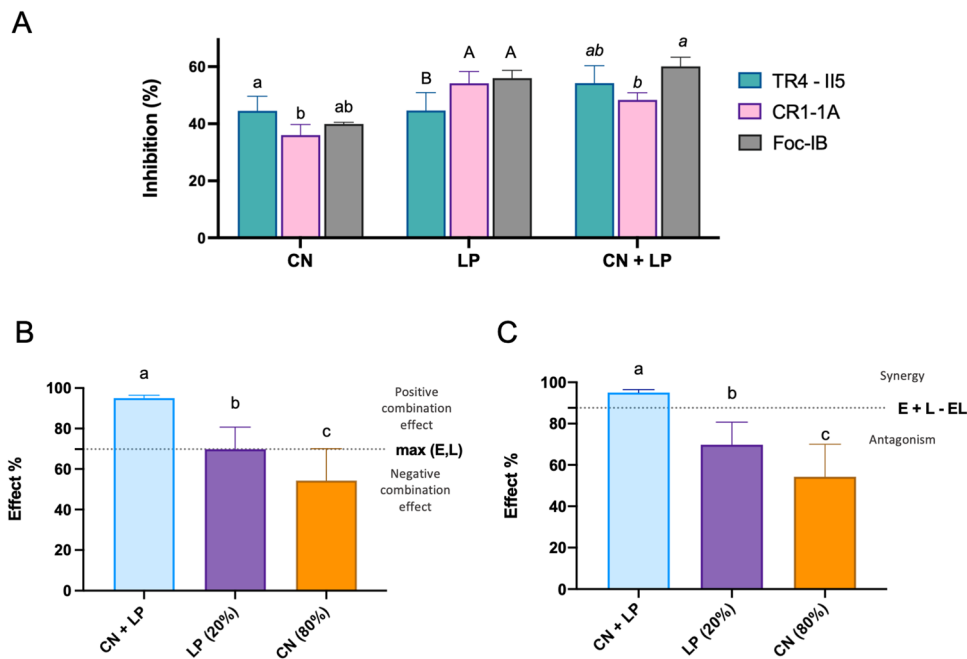 A
Inhibition (%)
60
40
20
0
a
b
ab
B
A
A
ab
b
a
CN
LP
CN + LP
TR4 - II5
CR1-1A
Foc-IB
B
Effect %
100
80
60
40
20
0
a
b
c
Positive
combination
effect
max (E,L)
Negative
combination
effect
CN + LP
LP (20%)
CN (80%)
C
Effect %
100
80
60
40
20
0
a
b
c
Synergy
E + L - EL
Antagonism
CN + LP
LP (20%)
CN (80%)